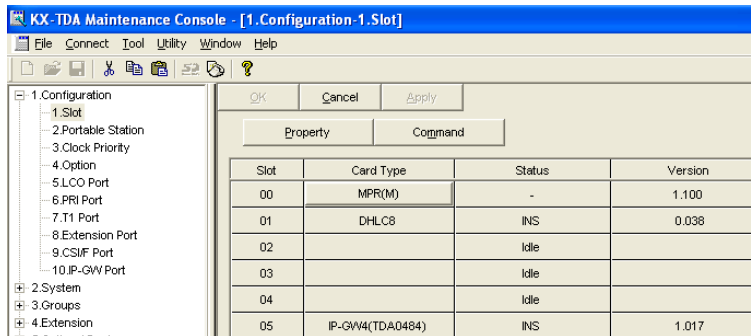 KX-TDA Maintenance Console - [1.Configuration-1.Slot]
File Connect Tool Utility Window Help
1.Configuration
1.Slot
2.Portable Station
3.Clock Priority
4.Option
5.LCO Port
6.PRI Port
7.T1 Port
8.Extension Port
9.CSI/F Port
10.IP-GW Port
2.System
3.Groups
4.Extension
OK Cancel Apply
Property Command
Slot Card Type Status Version
00 MPR(M) - 1.100
01 DHLC8 INS 0.038
02 Idle
03 Idle
04 Idle
05 IP-GW4(TDA0484) INS 1.017